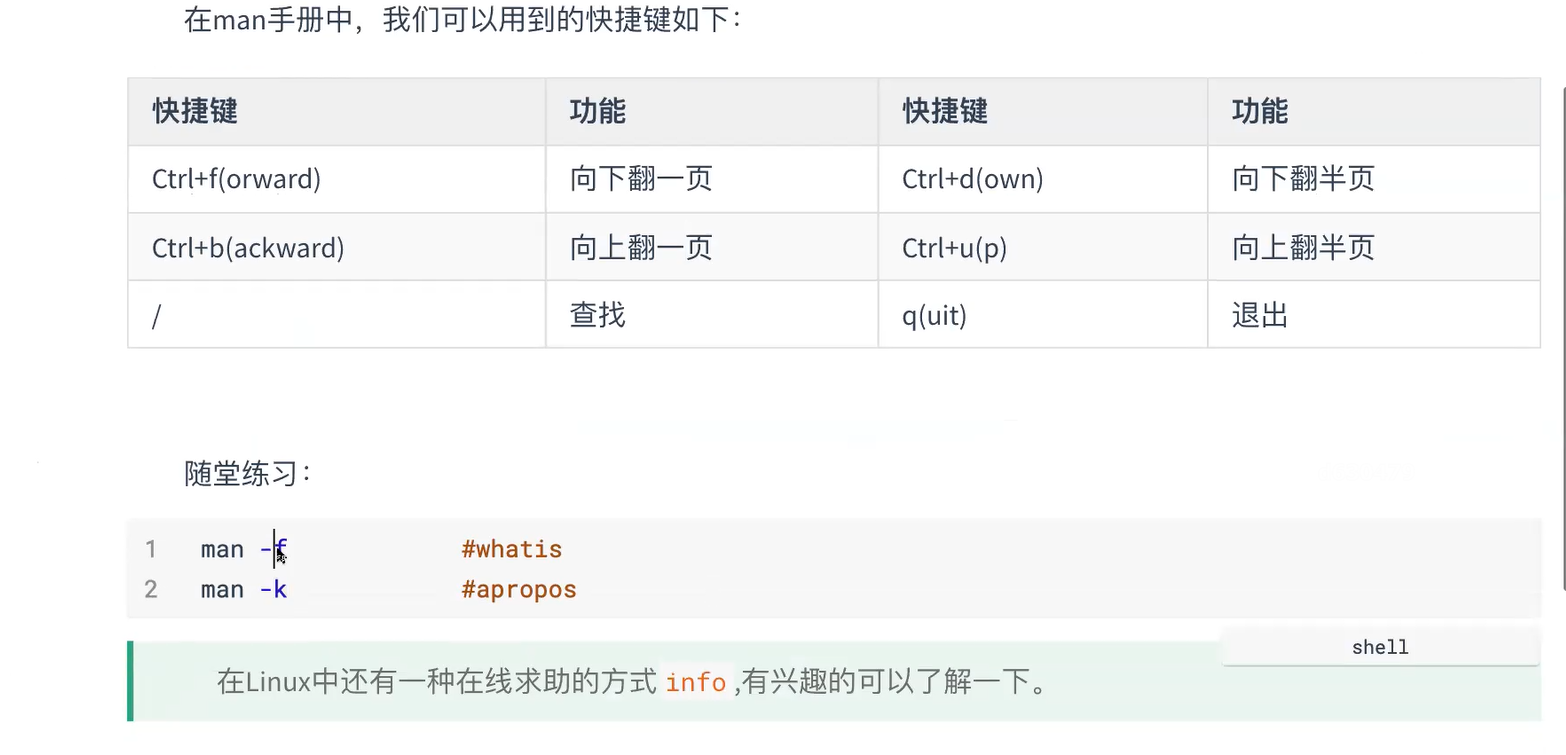 在man手册中，我们可以用到的快捷键如下：
快捷键 功能 快捷键 功能
Ctrl+f(orward) 向下翻一页 Ctrl+d(own) 向下翻半页
Ctrl+b(ackward) 向上翻一页 Ctrl+u(p) 向上翻半页
/ 查找 q(uit) 退出
随堂练习：
1 man -f #whatis
2 man -k #apropos
shell
在Linux中还有一种在线求助的方式 info ,有兴趣的可以了解一下。